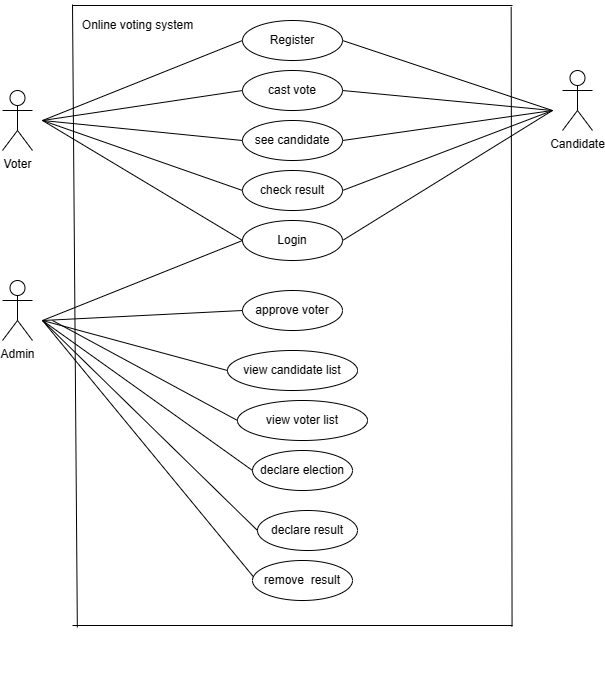 Online voting system
Register
cast vote
see candidate
check result
Login
Voter
Candidate
Admin
approve voter
view candidate list
view voter list
declare election
declare result
remove result